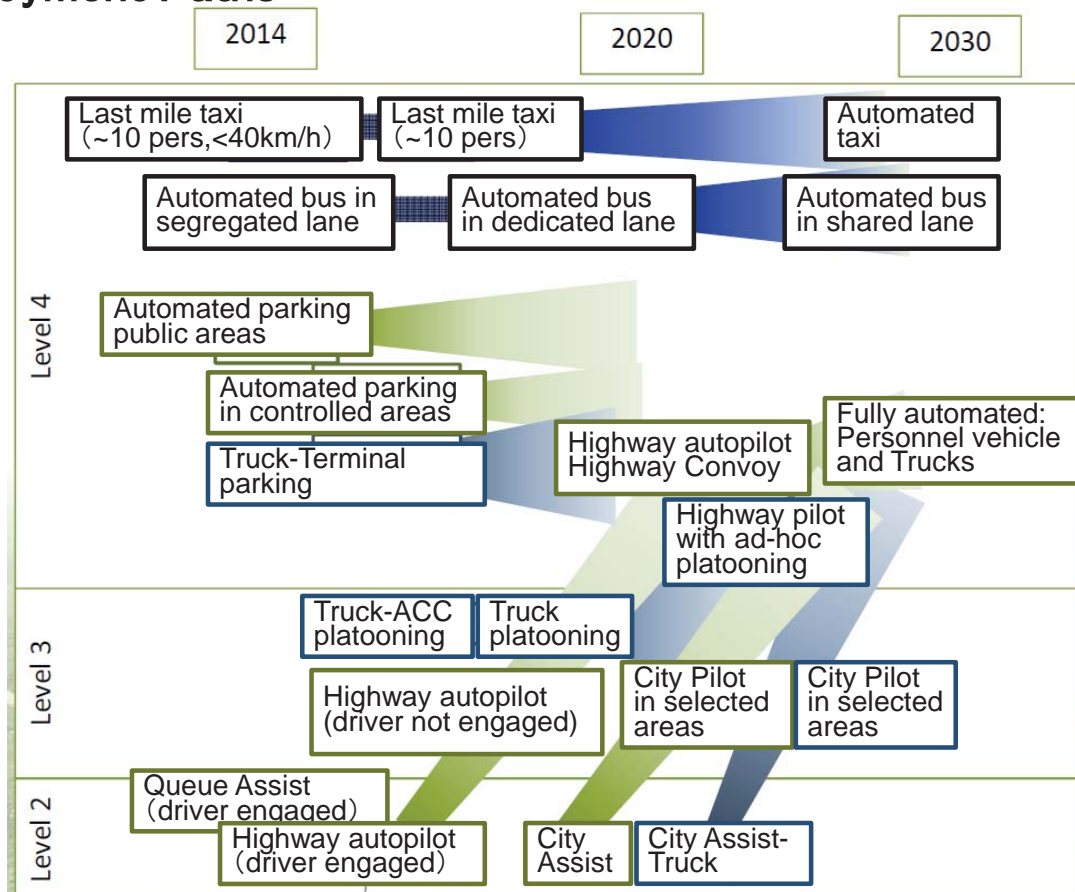 2014
2020
2030
Level 4
Last mile taxi
（~10 pers,<40km/h）
Last mile taxi
（~10 pers）
Automated
taxi
Automated bus in
segregated lane
Automated bus
in dedicated lane
Automated bus
in shared lane
Automated parking
public areas
Automated parking
in controlled areas
Truck-Terminal
parking
Highway autopilot
Highway Convoy
Fully automated:
Personnel vehicle
and Trucks
Highway pilot
with ad-hoc
platooning
Level 3
Truck-ACC
platooning
Truck
platooning
Highway autopilot
(driver not engaged)
City Pilot
in selected
areas
City Pilot
in selected
areas
Level 2
Queue Assist
（driver engaged）
Highway autopilot
（driver engaged）
City
Assist
City Assist-
Truck